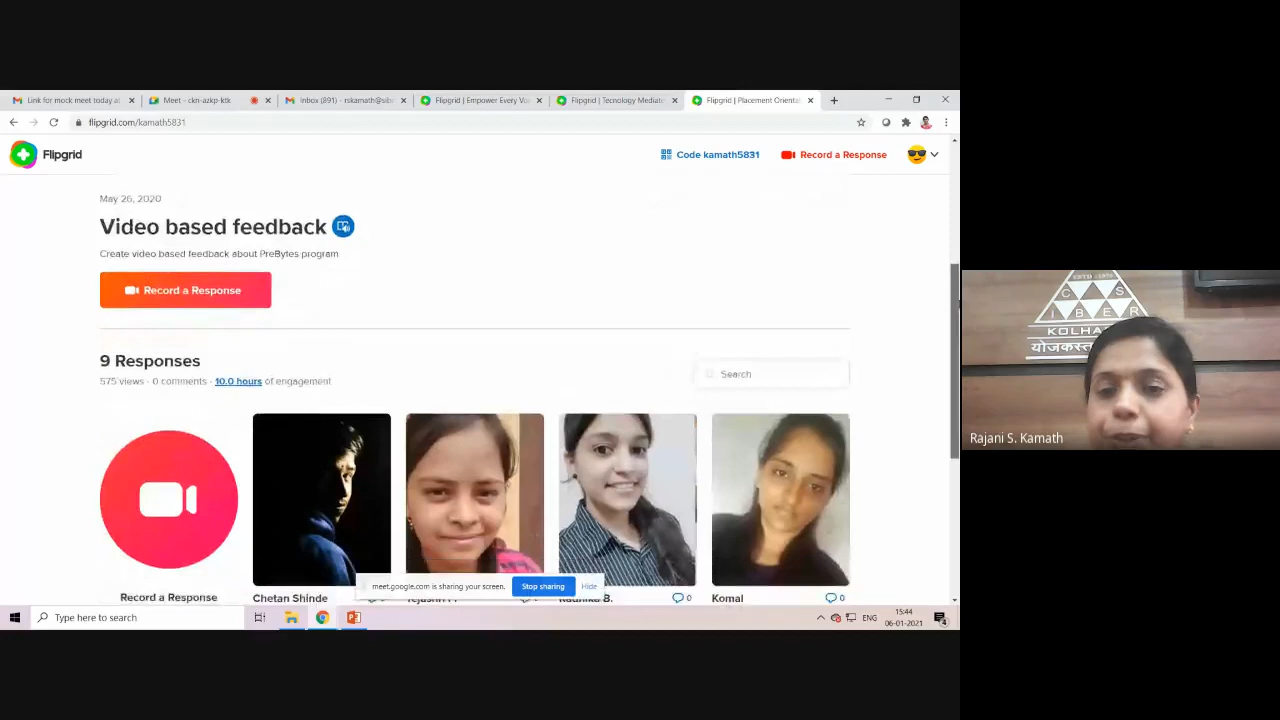 Link for mock meet today a
Meet - ckn-azkp-ktk
Inbox (891) - rskamath@sib
Flipgrid | Empower Every Vo
Flipgrid | Tecnology Mediate
Flipgrid | Placement Orienta
flipgrid.com/kamath5831
Flipgrid
Code kamath5831
Record a Response
May 26, 2020
Video based feedback
Create video based feedback about PreBytes program
Record a Response
9 Responses
575 views · 0 comments · 10.0 hours of engagement
Search
Record a Response
Chetan Shinde
Komal
0
0
meet.google.com is sharing your screen.
Stop sharing
Hide
Type here to search
ENG
15:44
06-01-2021
4
ESTD 1976
C S
I B E R
KOLHA
योजकस्त
Rajani S. Kamath